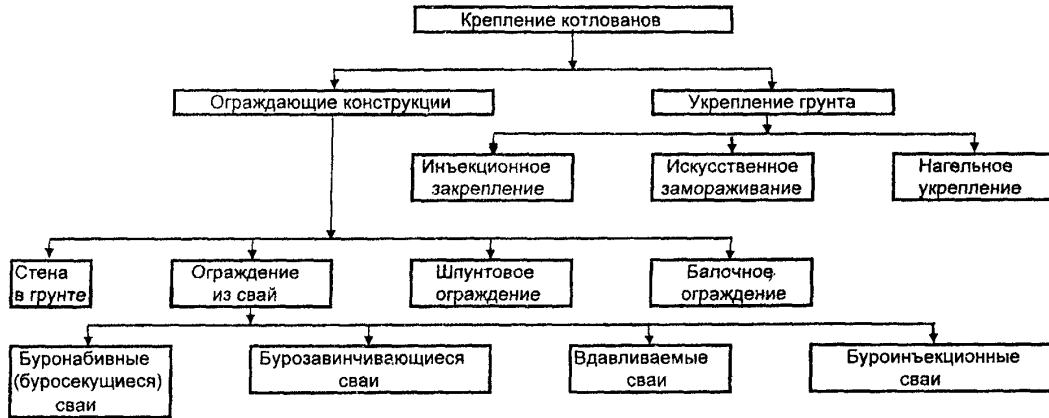 Крепление котлованов
Ограждающие конструкции
Укрепление грунта
Инъекционное
закрепление
Искусственное
замораживание
Нагельное
укрепление
Стена
в грунте
Ограждение
из свай
Шпунтовое
ограждение
Балочное
ограждение
Буронабивные
(буросекущиеся)
сваи
Бурозавинчивающиеся
сваи
Вдавливаемые
сваи
Буроинъекционные
сваи